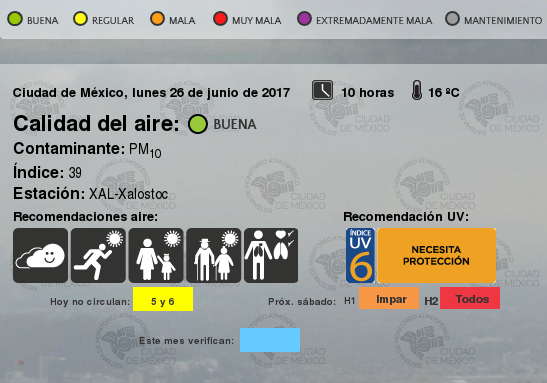 BUENA REGULAR MALA MUY MALA EXTREMADAMENTE MALA MANTENIMIENTO
Ciudad de México, lunes 26 de junio de 2017 10 horas 16 ºC
Calidad del aire: BUENA
Contaminante: PM10
Índice: 39
Estación: XAL-Xalostoc
Recomendaciones aire: Recomendación UV:
ÍNDICE
UV
6
NECESITA
PROTECCIÓN
Hoy no circulan: 5 y 6 Próx. sábado: H1 Impar H2 Todos
Este mes verifican:
CIUDAD
DE MÉXICO